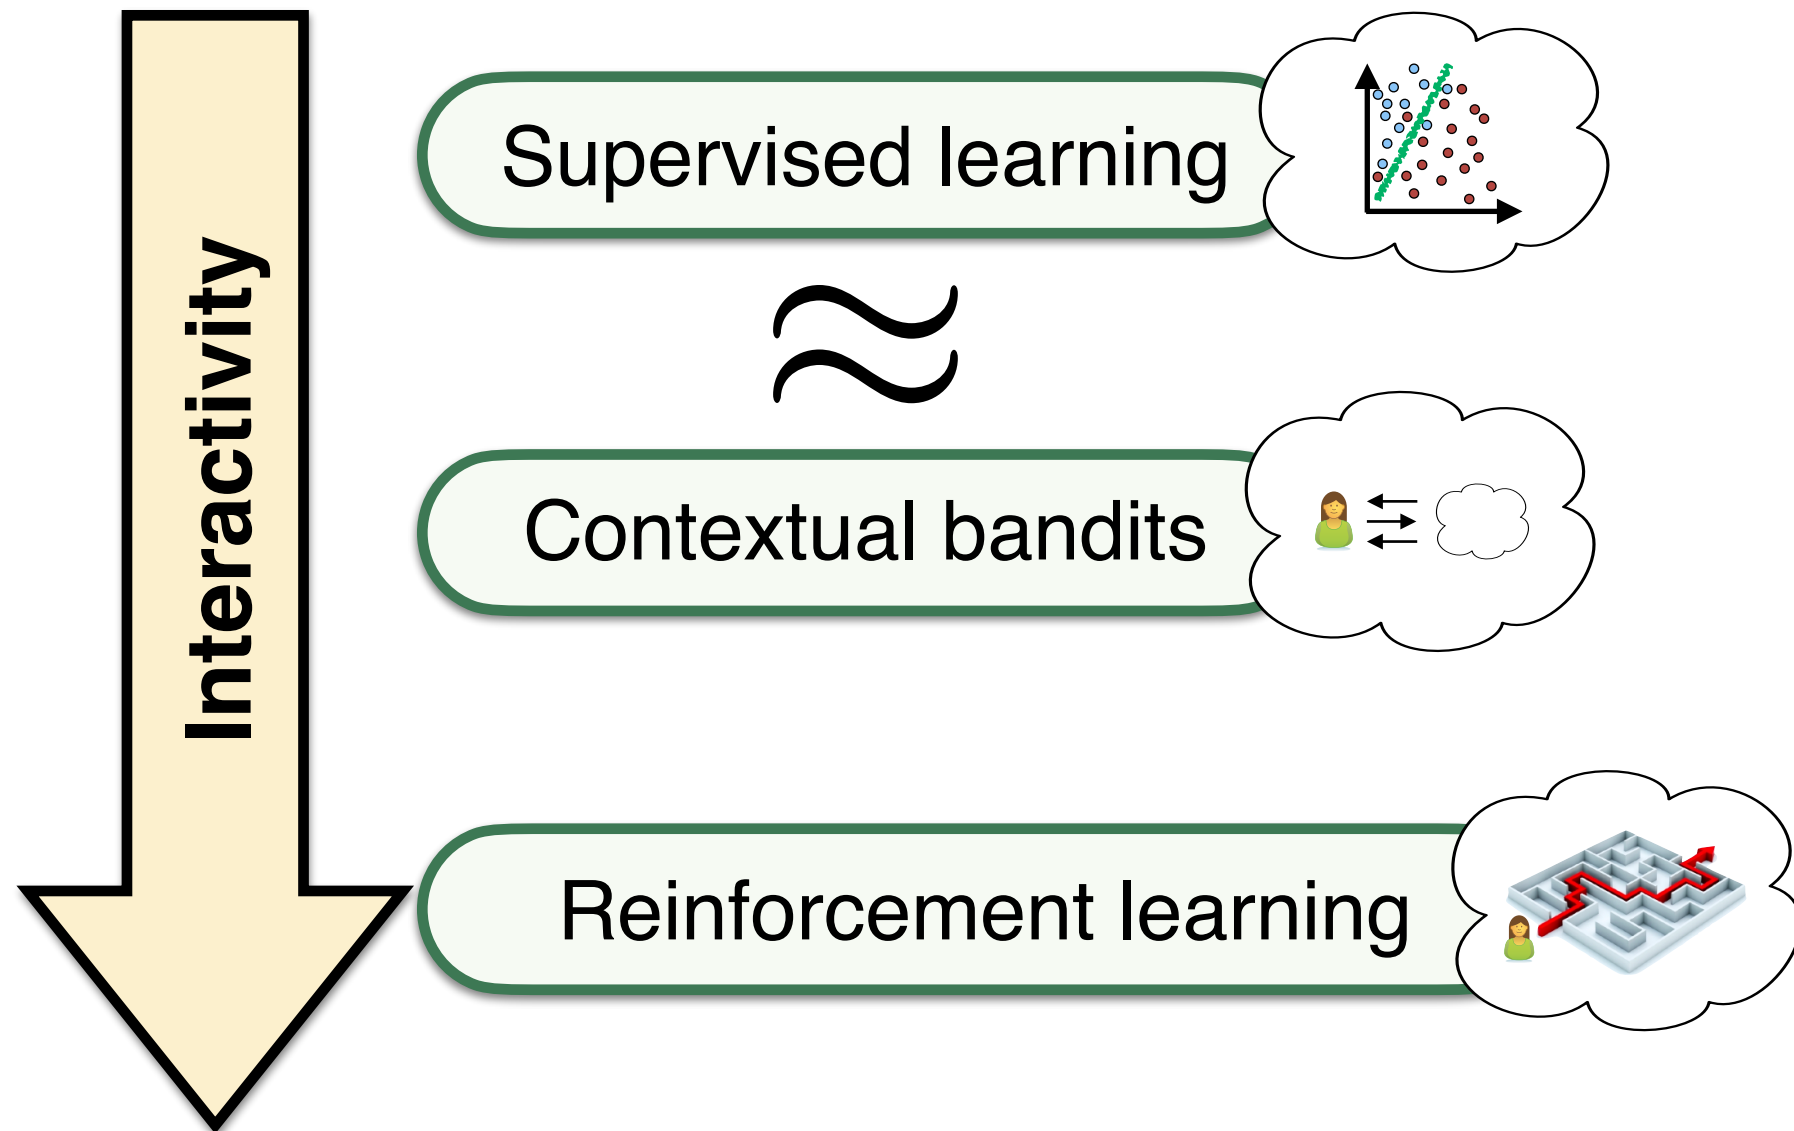 Interactivity
Supervised learning
≈
Contextual bandits
Reinforcement learning